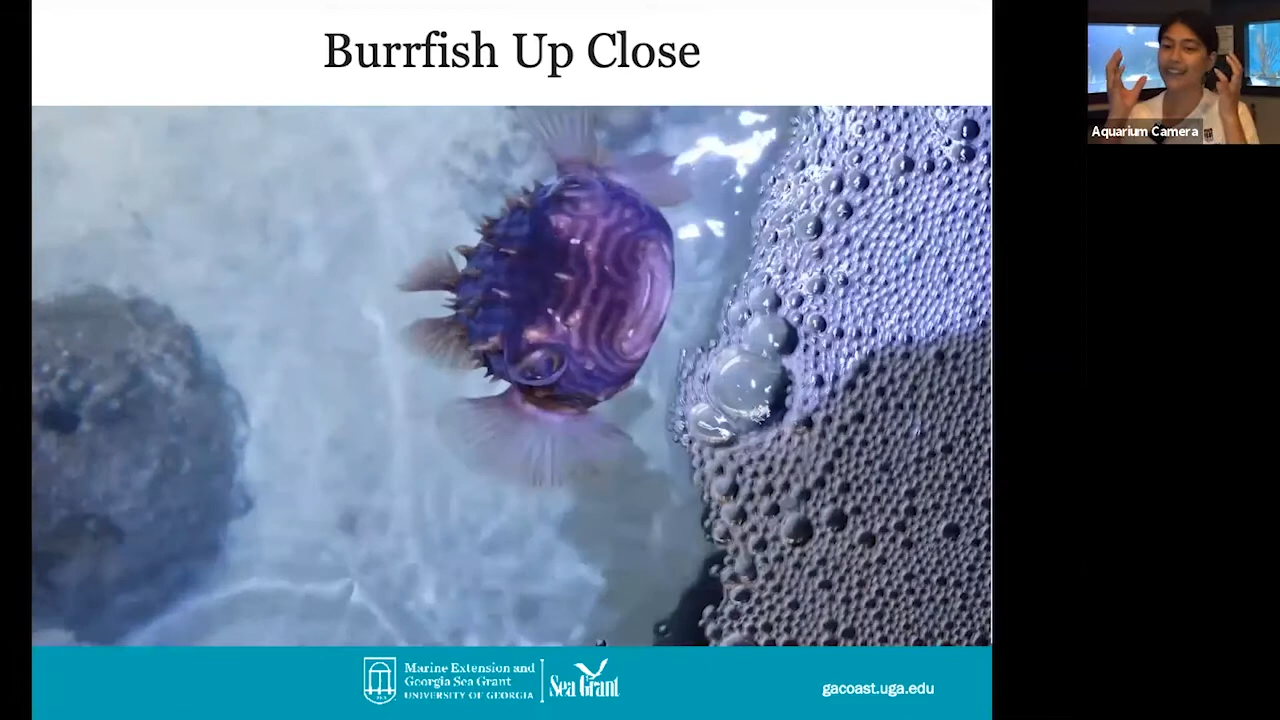 Burrfish Up Close
Aquarium Camera
Marine Extension and
Georgia Sea Grant
UNIVERSITY OF GEORGIA
Sea Grant
gacoast.uga.edu